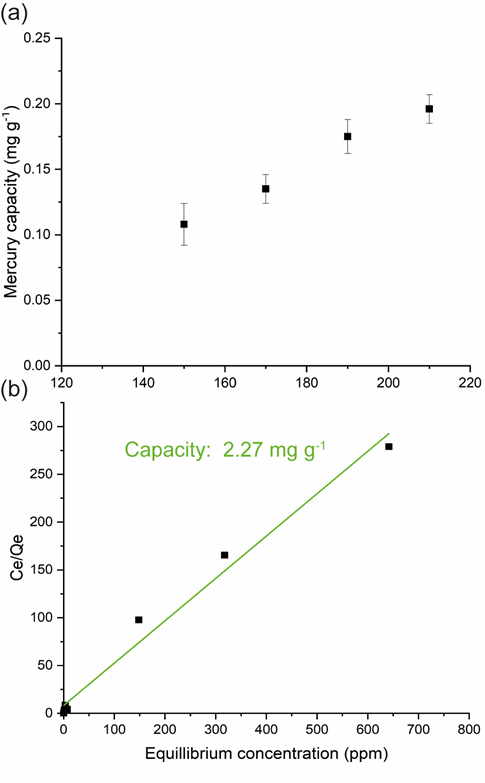 (a)
0.25
0.20
0.15
0.10
0.05
0.00
Mercury capacity (mg g-1)
120 140 160 180 200 220
(b)
300
250
200
150
100
50
0
Ce/Qe
Capacity: 2.27 mg g-1
0 100 200 300 400 500 600 700 800
Equillibrium concentration (ppm)